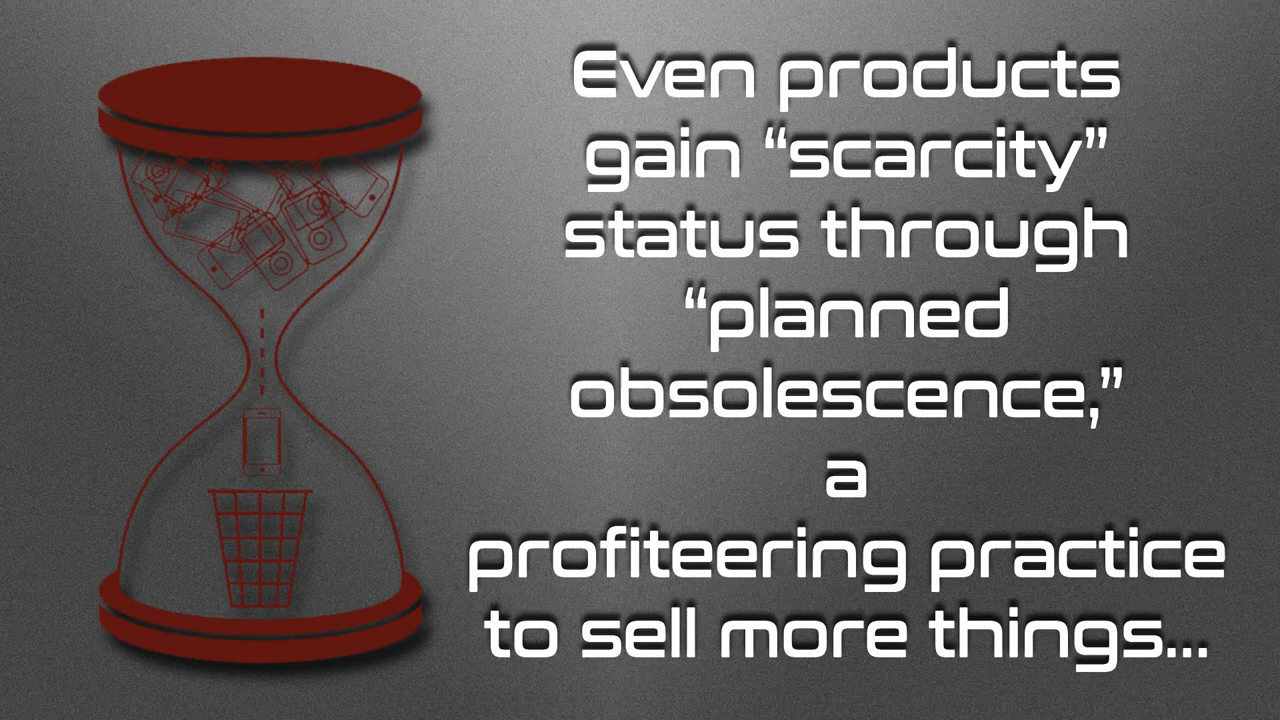 Even products
gain “scarcity”
status through
“planned
obsolescence,”
a
profiteering practice
to sell more things...